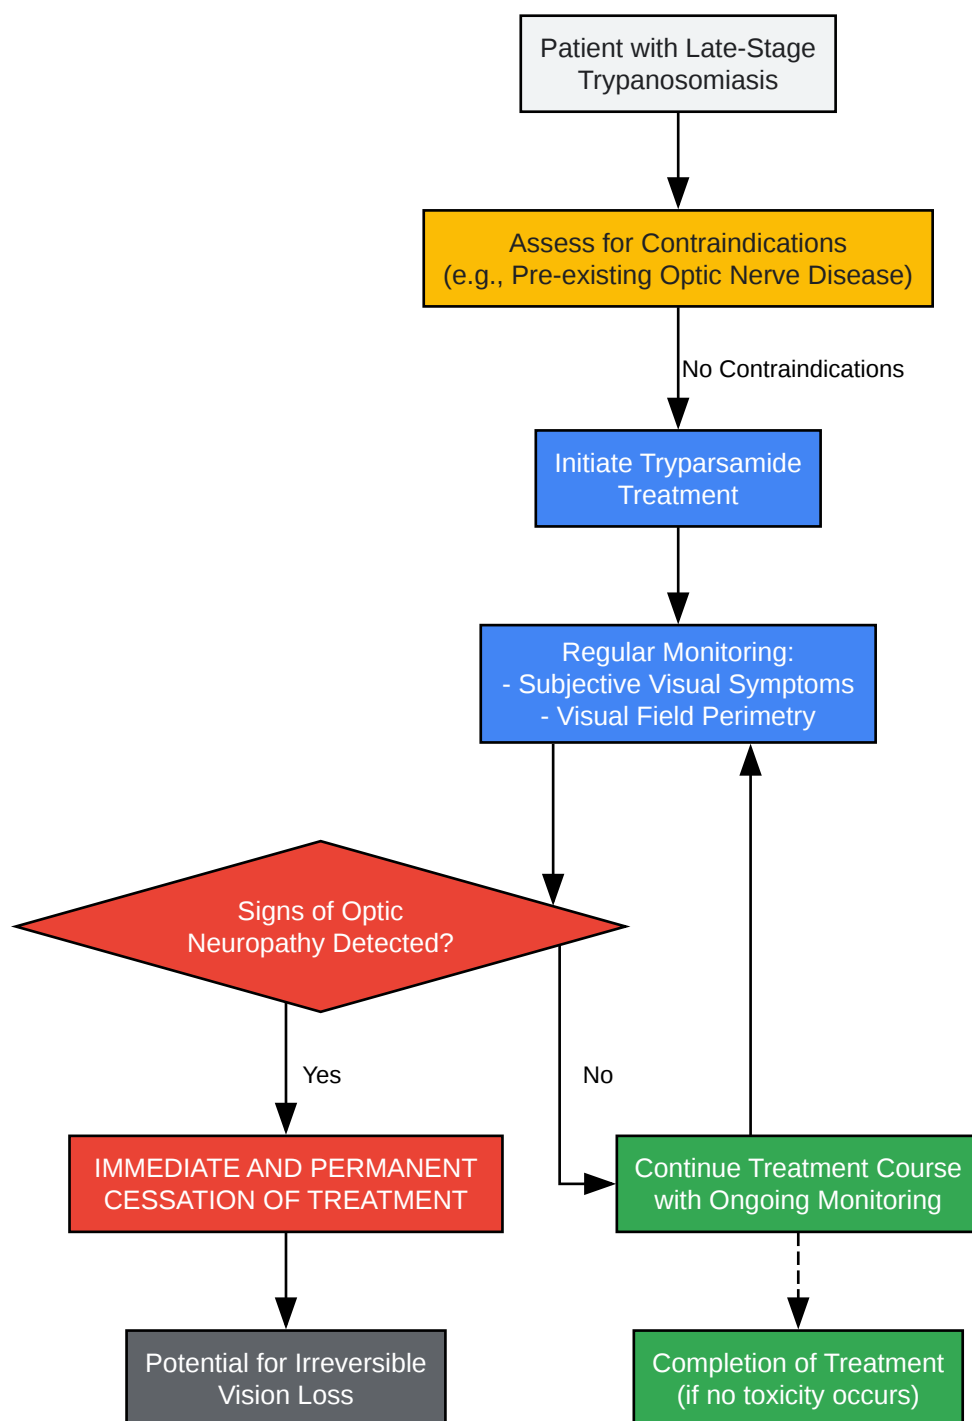 Patient with Late-Stage
Trypanosomiasis
Assess for Contraindications
(e.g., Pre-existing Optic Nerve Disease)
No Contraindications
Initiate Tryparsamide
Treatment
Regular Monitoring:
- Subjective Visual Symptoms
- Visual Field Perimetry
Signs of Optic
Neuropathy Detected?
Yes
No
IMMEDIATE AND PERMANENT
CESSATION OF TREATMENT
Continue Treatment Course
with Ongoing Monitoring
Potential for Irreversible
Vision Loss
Completion of Treatment
(if no toxicity occurs)